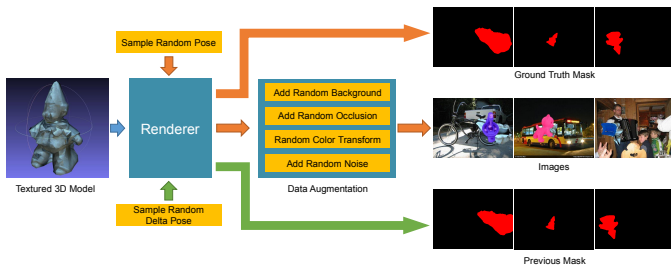 Sample Random Pose
Ground Truth Mask
Renderer
Add Random Background
Add Random Occlusion
Random Color Transform
Add Random Noise
Textured 3D Model
Data Augmentation
Images
Sample Random
Delta Pose
Previous Mask